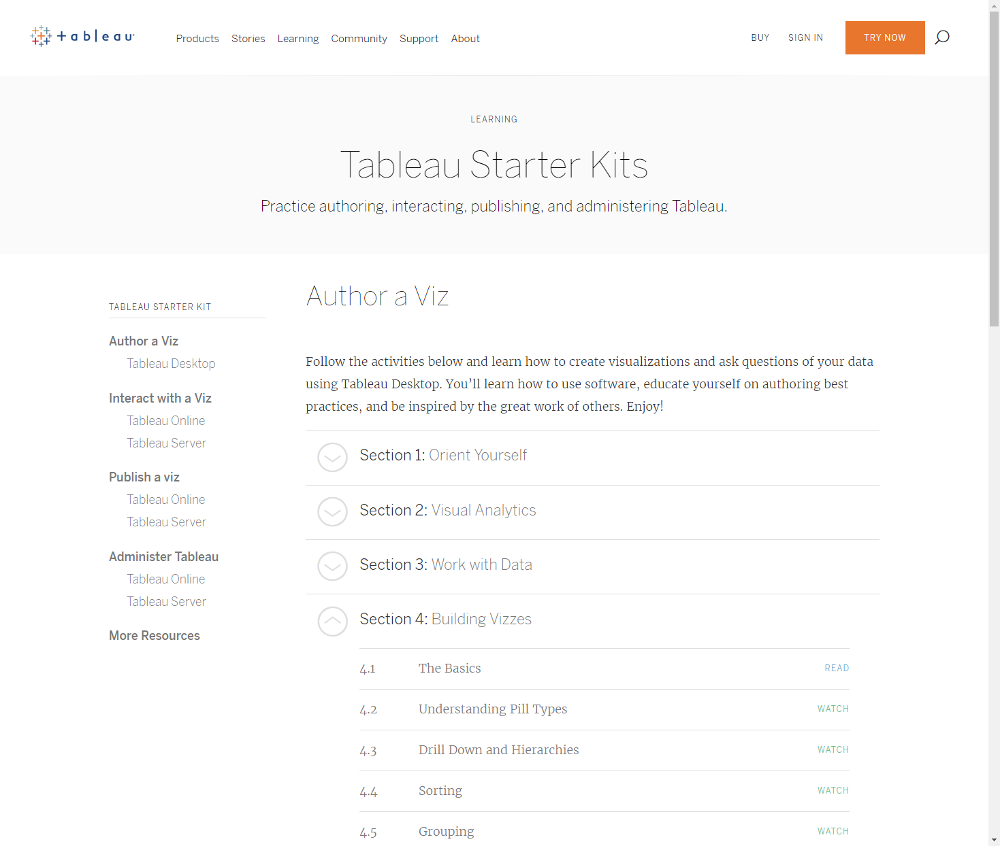 tableau
Products Stories Learning Community Support About
BUY SIGN IN TRY NOW
LEARNING
Tableau Starter Kits
Practice authoring, interacting, publishing, and administering Tableau.
TABLEAU STARTER KIT
Author a Viz
Tableau Desktop
Interact with a Viz
Tableau Online
Tableau Server
Publish a viz
Tableau Online
Tableau Server
Administer Tableau
Tableau Online
Tableau Server
More Resources
Author a Viz
Follow the activities below and learn how to create visualizations and ask questions of your data
using Tableau Desktop. You’ll learn how to use software, educate yourself on authoring best
practices, and be inspired by the great work of others. Enjoy!
Section 1: Orient Yourself
Section 2: Visual Analytics
Section 3: Work with Data
Section 4: Building Vizzes
4.1 The Basics READ
4.2 Understanding Pill Types WATCH
4.3 Drill Down and Hierarchies WATCH
4.4 Sorting WATCH
4.5 Grouping WATCH